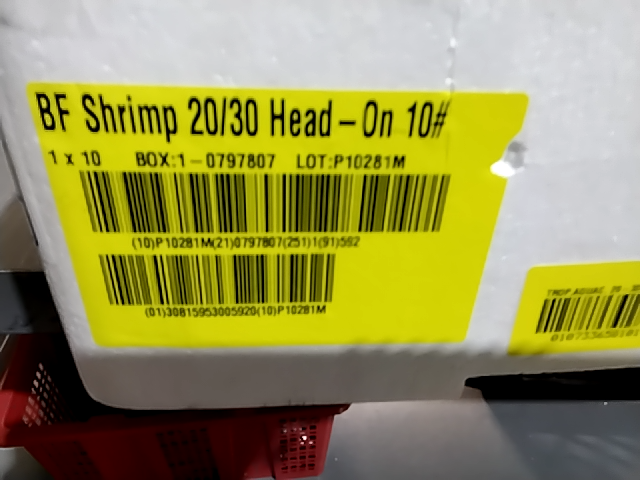 BF Shrimp 20/30 Head-On 10#
1 x 10 BOX:1-0797807 LOT:P10281M
(10)P10281M(21)0797807(251)1(91)592
(01)30815953005920(10)P10281M